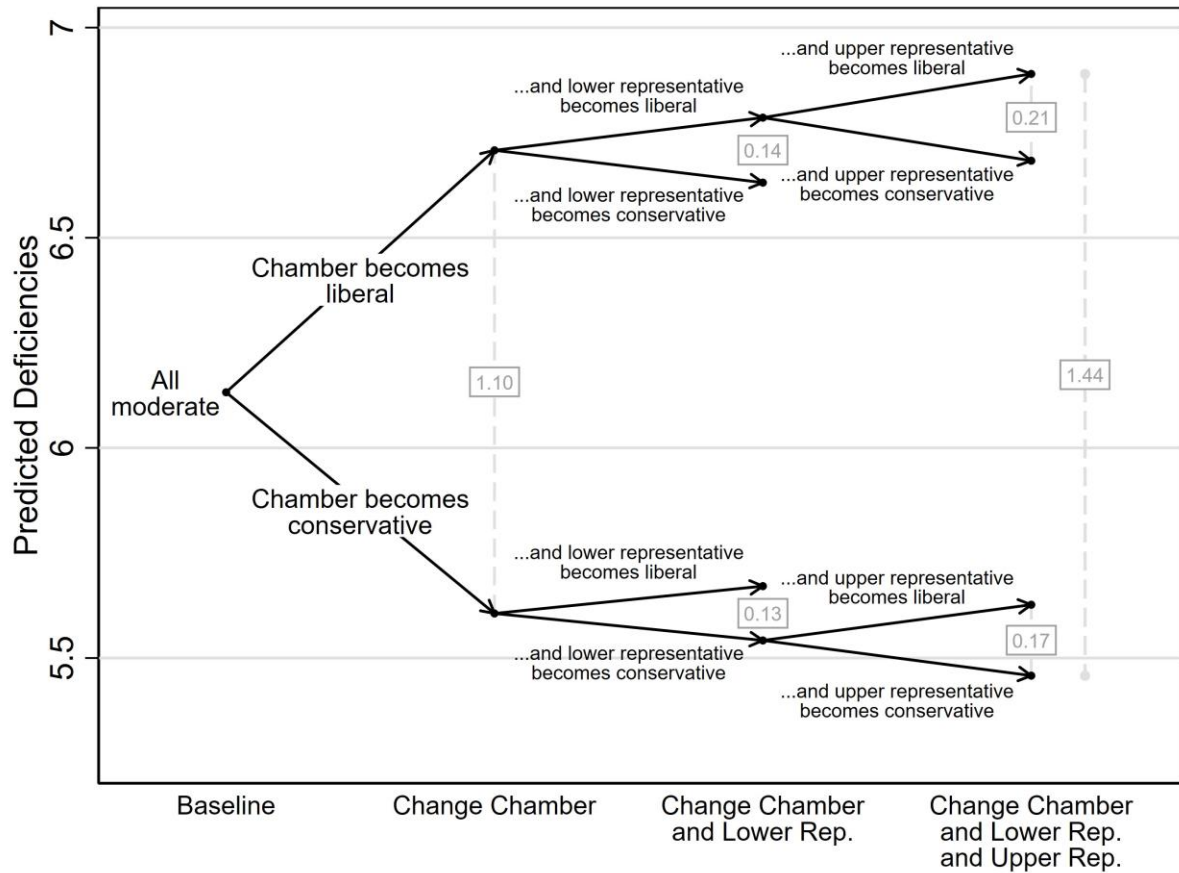 7
6.5
6
5.5
Predicted Deficiencies
All
moderate
Chamber becomes
liberal
Chamber becomes
conservative
1.10
...and lower representative
becomes liberal
0.14
...and lower representative
becomes conservative
...and upper representative
becomes liberal
0.21
...and upper representative
becomes conservative
1.44
...and lower representative
becomes liberal
0.13
...and lower representative
becomes conservative
...and upper representative
becomes liberal
0.17
...and upper representative
becomes conservative
Baseline
Change Chamber
Change Chamber
and Lower Rep.
Change Chamber
and Lower Rep.
and Upper Rep.